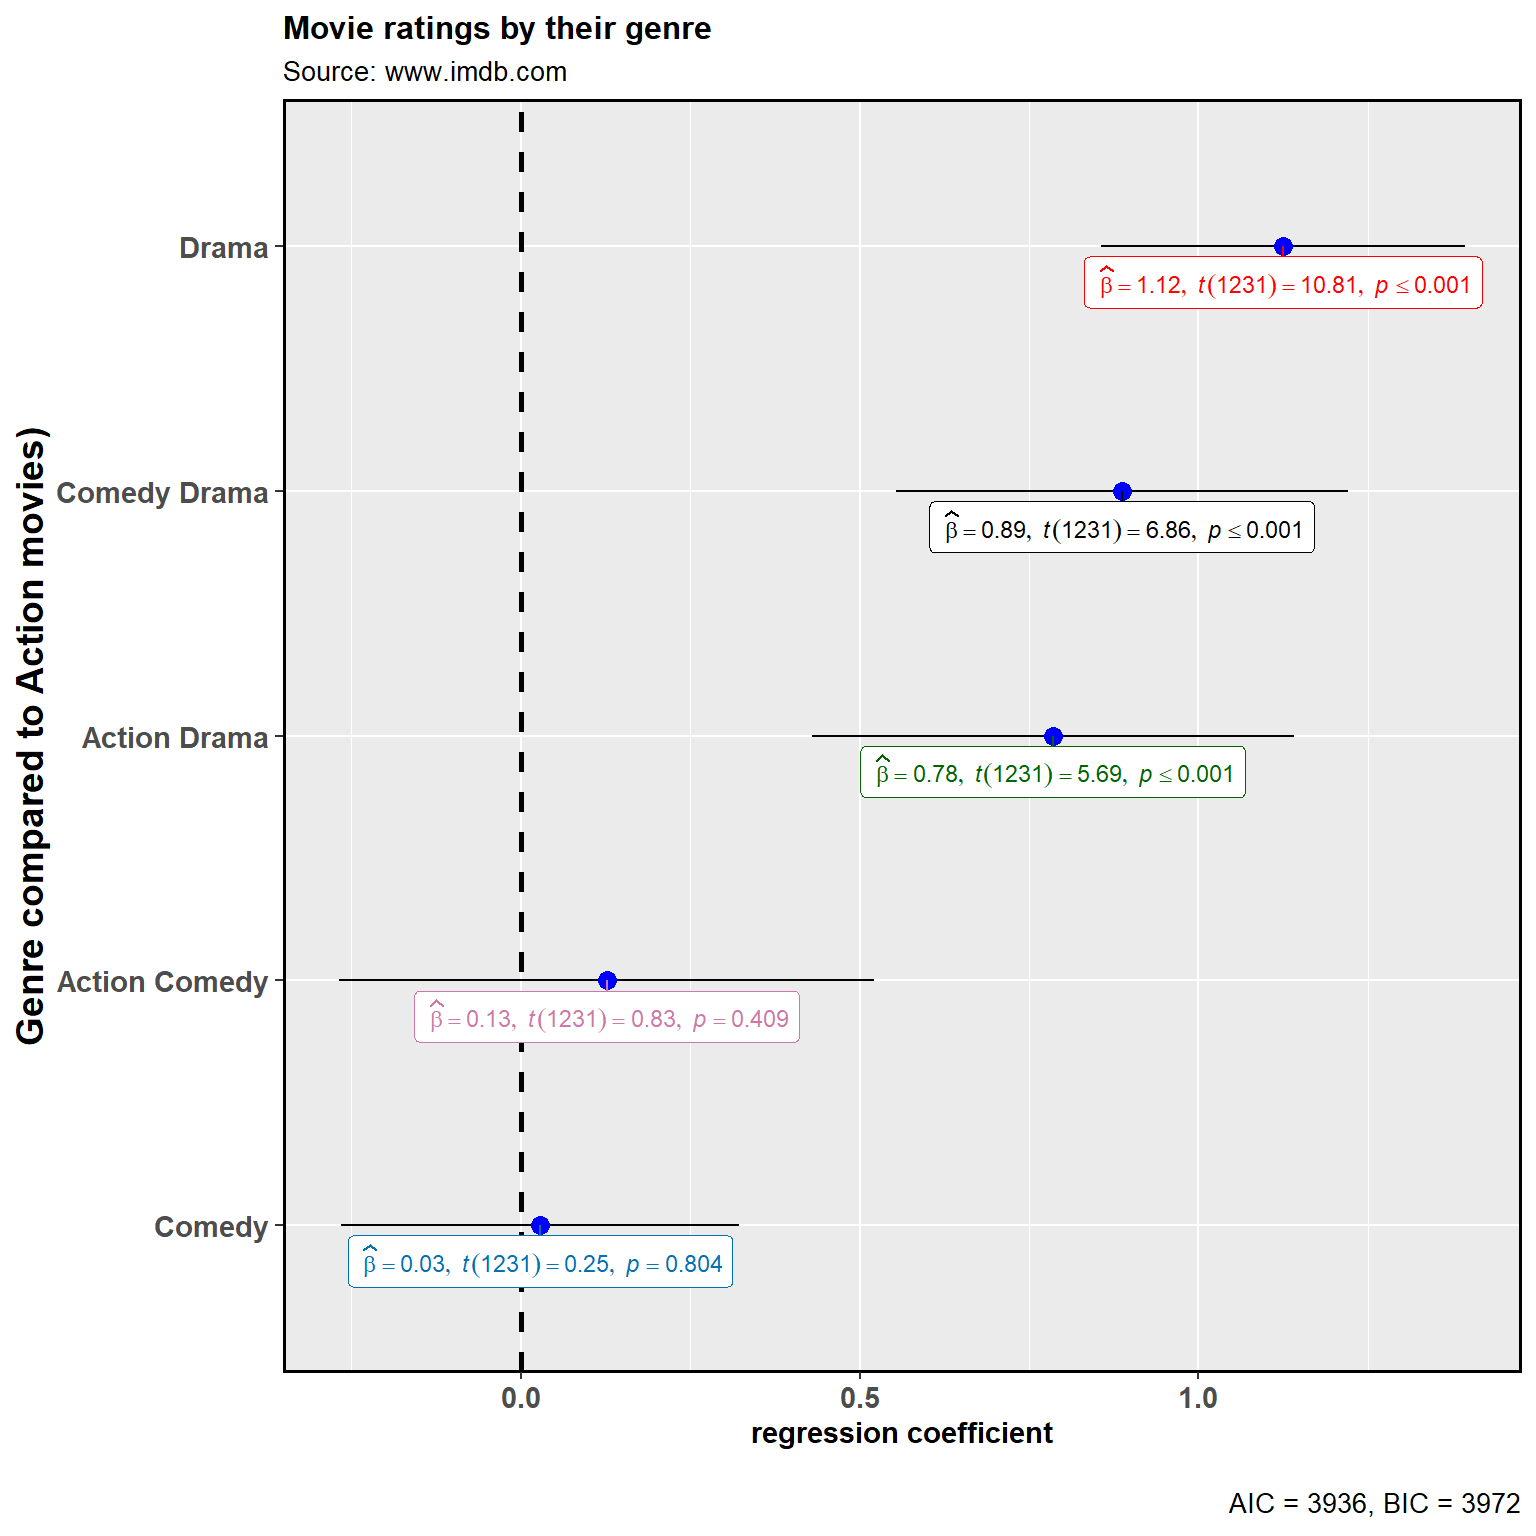 Movie ratings by their genre
Source: www.imdb.com
Genre compared to Action movies)
Drama
β̂ = 1.12, t(1231) = 10.81, p ≤ 0.001
Comedy Drama
β̂ = 0.89, t(1231) = 6.86, p ≤ 0.001
Action Drama
β̂ = 0.78, t(1231) = 5.69, p ≤ 0.001
Action Comedy
β̂ = 0.13, t(1231) = 0.83, p = 0.409
Comedy
β̂ = 0.03, t(1231) = 0.25, p = 0.804
0.0 0.5 1.0
regression coefficient
AIC = 3936, BIC = 3972